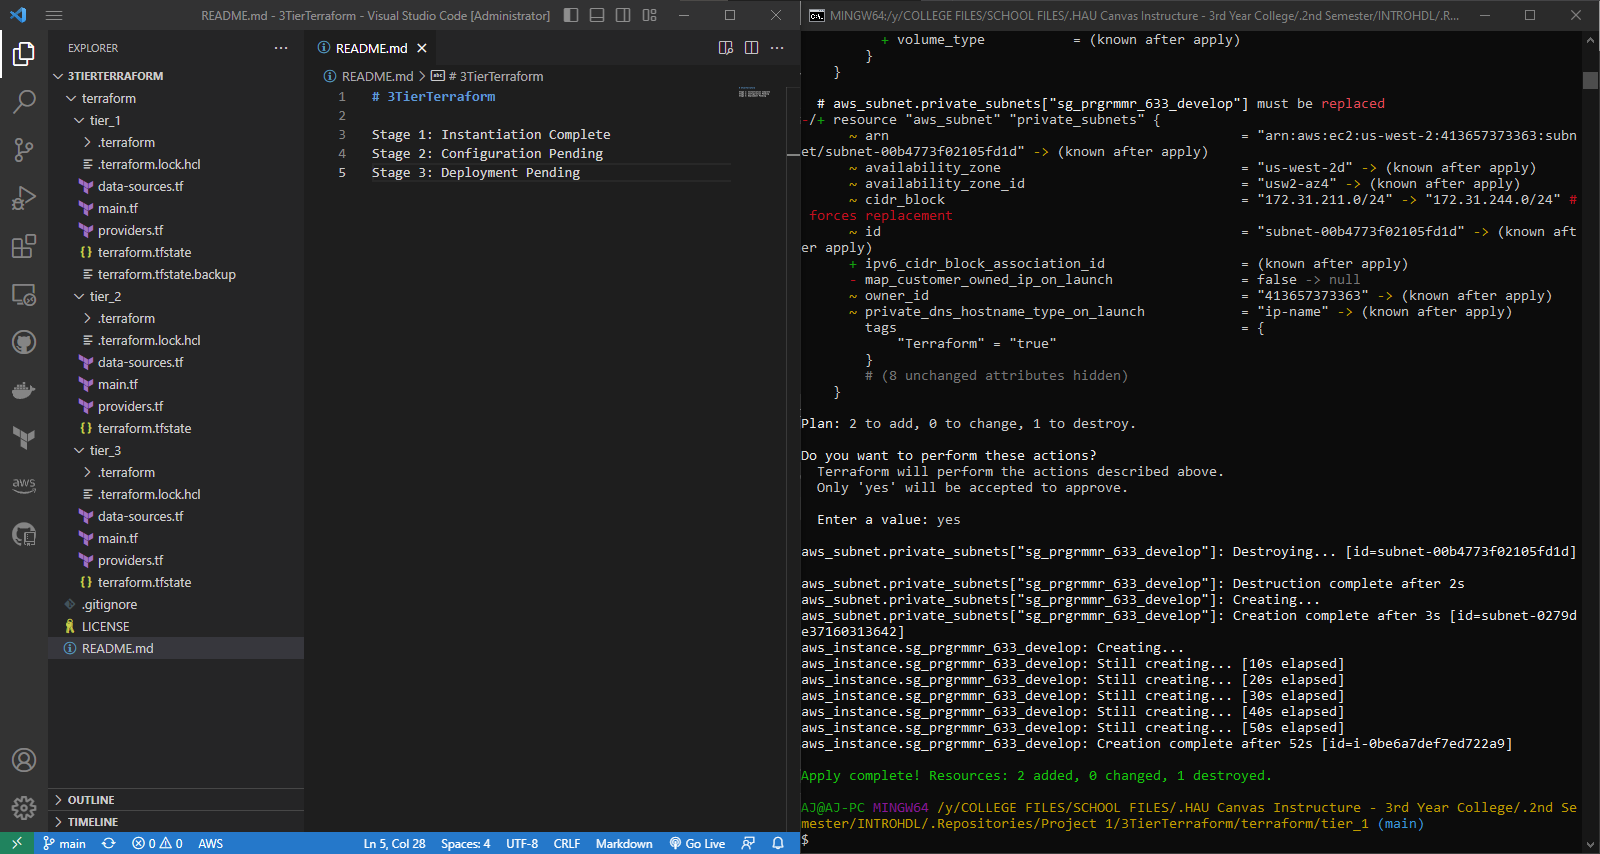 README.md - 3TierTerraform - Visual Studio Code [Administrator]
EXPLORER
3TIERTERRAFORM
terraform
tier_1
.terraform
.terraform.lock.hcl
data-sources.tf
main.tf
providers.tf
terraform.tfstate
terraform.tfstate.backup
tier_2
.terraform
.terraform.lock.hcl
data-sources.tf
main.tf
providers.tf
terraform.tfstate
tier_3
.terraform
.terraform.lock.hcl
data-sources.tf
main.tf
providers.tf
terraform.tfstate
.gitignore
LICENSE
README.md
OUTLINE
TIMELINE
aws
README.md
README.md > # 3TierTerraform
1 # 3TierTerraform
2
3 Stage 1: Instantiation Complete
4 Stage 2: Configuration Pending
5 Stage 3: Deployment Pending
main 0 0 AWS Ln 5, Col 28 Spaces: 4 UTF-8 CRLF Markdown Go Live
MINGW64:/y/COLLEGE FILES/SCHOOL FILES/.HAU Canvas Instructure - 3rd Year College/.2nd Semester/INTROHDL/.R...
+ volume_type = (known after apply)
}
}
# aws_subnet.private_subnets["sg_prgrmmr_633_develop"] must be replaced
-/+ resource "aws_subnet" "private_subnets" {
~ arn = "arn:aws:ec2:us-west-2:413657373363:subn
et/subnet-00b4773f02105fd1d" -> (known after apply)
~ availability_zone = "us-west-2d" -> (known after apply)
~ availability_zone_id = "usw2-az4" -> (known after apply)
~ cidr_block = "172.31.211.0/24" -> "172.31.244.0/24" #
forces replacement
~ id = "subnet-00b4773f02105fd1d" -> (known aft
er apply)
+ ipv6_cidr_block_association_id = (known after apply)
- map_customer_owned_ip_on_launch = false -> null
~ owner_id = "413657373363" -> (known after apply)
~ private_dns_hostname_type_on_launch = "ip-name" -> (known after apply)
tags = {
"Terraform" = "true"
}
# (8 unchanged attributes hidden)
}
Plan: 2 to add, 0 to change, 1 to destroy.
Do you want to perform these actions?
Terraform will perform the actions described above.
Only 'yes' will be accepted to approve.
Enter a value: yes
aws_subnet.private_subnets["sg_prgrmmr_633_develop"]: Destroying... [id=subnet-00b4773f02105fd1d]
aws_subnet.private_subnets["sg_prgrmmr_633_develop"]: Destruction complete after 2s
aws_subnet.private_subnets["sg_prgrmmr_633_develop"]: Creating...
aws_subnet.private_subnets["sg_prgrmmr_633_develop"]: Creation complete after 3s [id=subnet-0279d
e37160313642]
aws_instance.sg_prgrmmr_633_develop: Creating...
aws_instance.sg_prgrmmr_633_develop: Still creating... [10s elapsed]
aws_instance.sg_prgrmmr_633_develop: Still creating... [20s elapsed]
aws_instance.sg_prgrmmr_633_develop: Still creating... [30s elapsed]
aws_instance.sg_prgrmmr_633_develop: Still creating... [40s elapsed]
aws_instance.sg_prgrmmr_633_develop: Still creating... [50s elapsed]
aws_instance.sg_prgrmmr_633_develop: Creation complete after 52s [id=i-0be6a7def7ed722a9]
Apply complete! Resources: 2 added, 0 changed, 1 destroyed.
AJ@AJ-PC MINGW64 /y/COLLEGE FILES/SCHOOL FILES/.HAU Canvas Instructure - 3rd Year College/.2nd Se
mester/INTROHDL/.Repositories/Project 1/3TierTerraform/terraform/tier_1 (main)
$